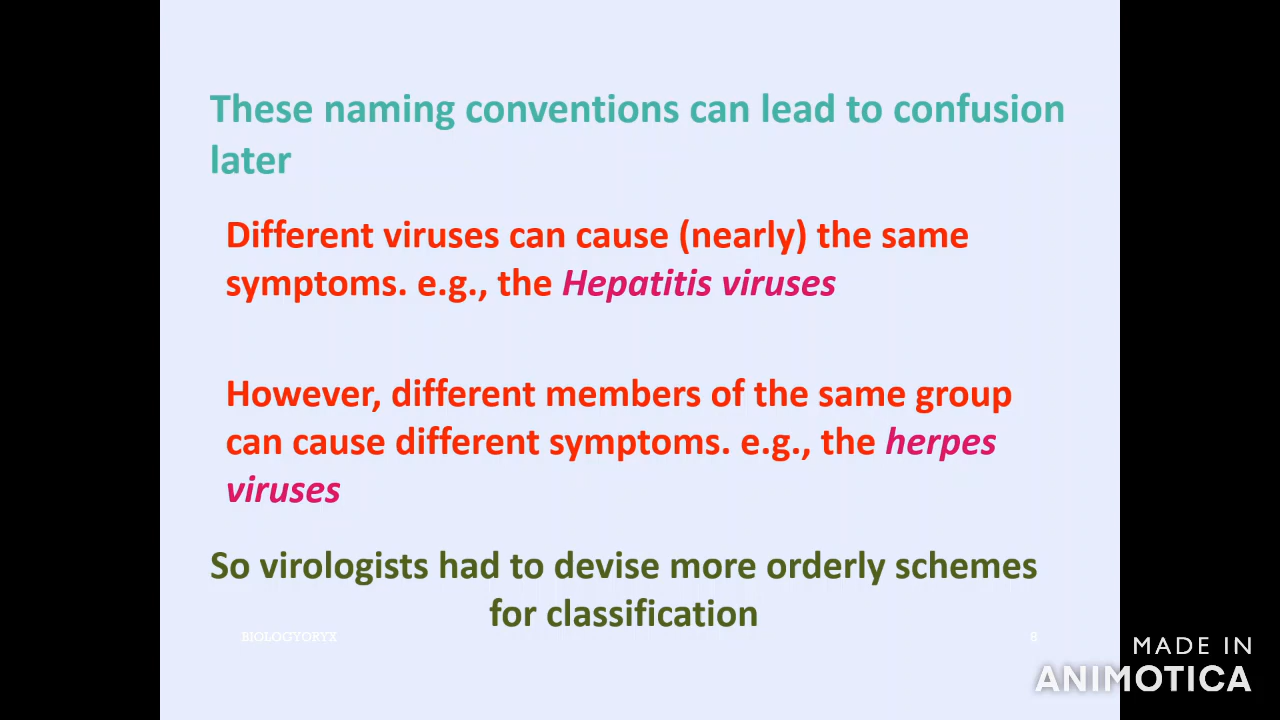 These naming conventions can lead to confusion
later
Different viruses can cause (nearly) the same
symptoms. e.g., the Hepatitis viruses
However, different members of the same group
can cause different symptoms. e.g., the herpes
viruses
So virologists had to devise more orderly schemes
for classification
BIOLOGYORYX
8
MADE IN
ANIMOTICA